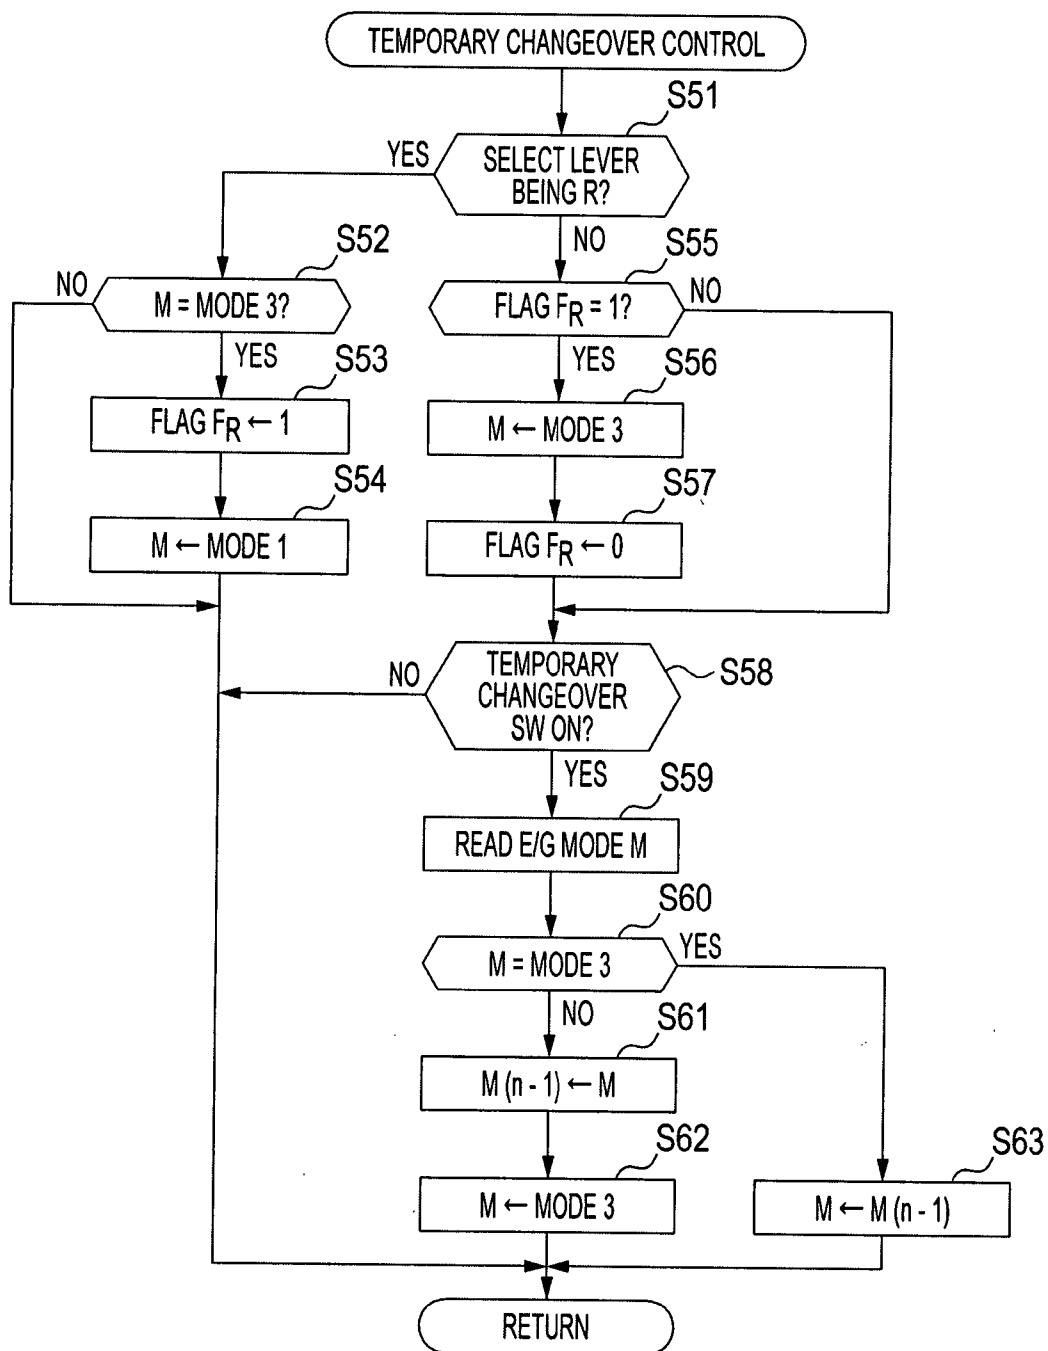 TEMPORARY CHANGEOVER CONTROL
S51
YES
SELECT LEVER
BEING R?
NO
S52
NO
M = MODE 3?
YES
S55
FLAG FR = 1?
NO
YES
S53
FLAG FR ← 1
S56
M ← MODE 3
S54
M ← MODE 1
S57
FLAG FR ← 0
NO
TEMPORARY
CHANGEOVER
SW ON?
S58
YES
S59
READ E/G MODE M
S60
M = MODE 3
YES
NO
S61
M (n - 1) ← M
S62
M ← MODE 3
S63
M ← M (n - 1)
RETURN